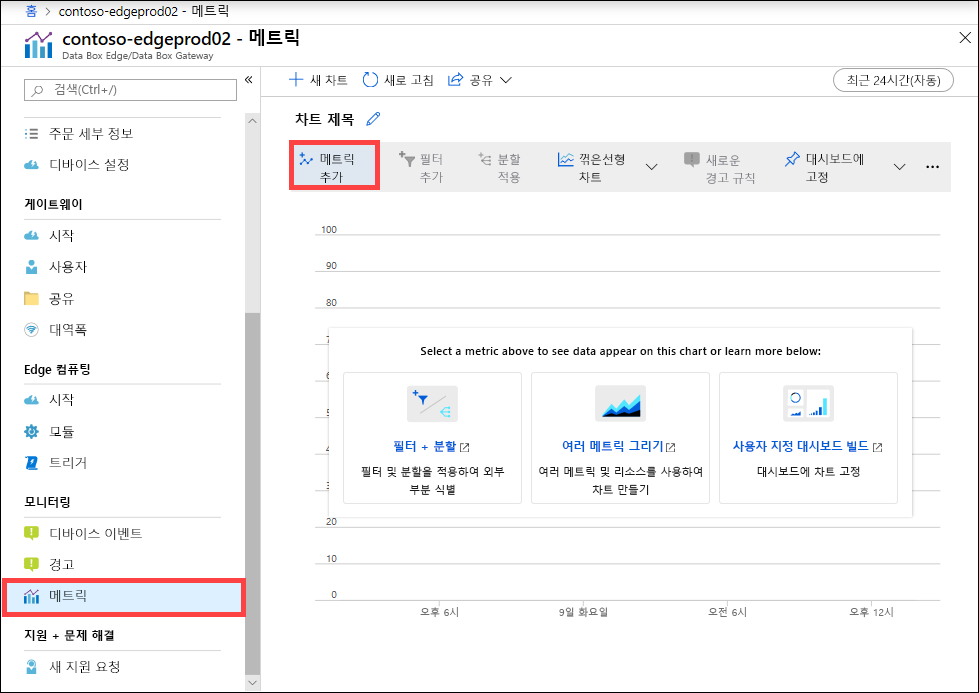 홈 > contoso-edgeprod02 - 메트릭
contoso-edgeprod02 - 메트릭
Data Box Edge/Data Box Gateway
검색(Ctrl+/)
주문 세부 정보
디바이스 설정
게이트웨이
시작
사용자
공유
대역폭
Edge 컴퓨팅
시작
모듈
트리거
모니터링
디바이스 이벤트
경고
메트릭
지원 + 문제 해결
새 지원 요청
새 차트
새로 고침
공유
최근 24시간(자동)
차트 제목
메트릭
추가
필터
추가
분할
적용
꺾은선형
차트
새로운
경고 규칙
대시보드에
고정
100
90
80
7
6
5
4
3
20
10
0
Select a metric above to see data appear on this chart or learn more below:
필터 + 분할
필터 및 분할을 적용하여 외부
부분 식별
여러 메트릭 그리기
여러 메트릭 및 리소스를 사용하여
차트 만들기
사용자 지정 대시보드 빌드
대시보드에 차트 고정
오후 6시
9일 화요일
오전 6시
오후 12시